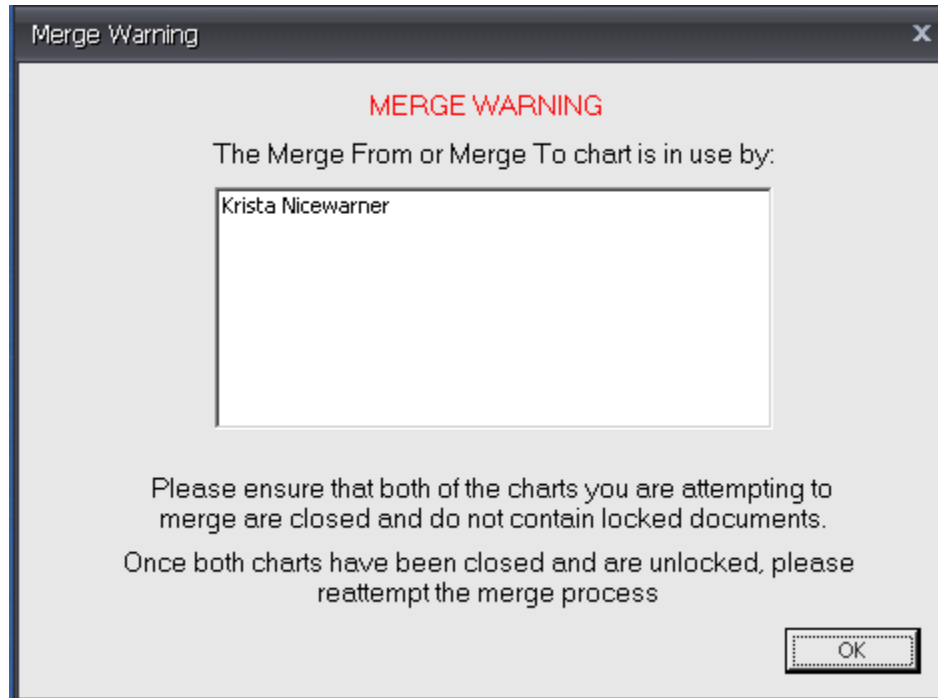 Merge Warning
MERGE WARNING
The Merge From or Merge To chart is in use by:
Krista Nicewarner
Please ensure that both of the charts you are attempting to
merge are closed and do not contain locked documents.
Once both charts have been closed and are unlocked, please
reattempt the merge process
OK